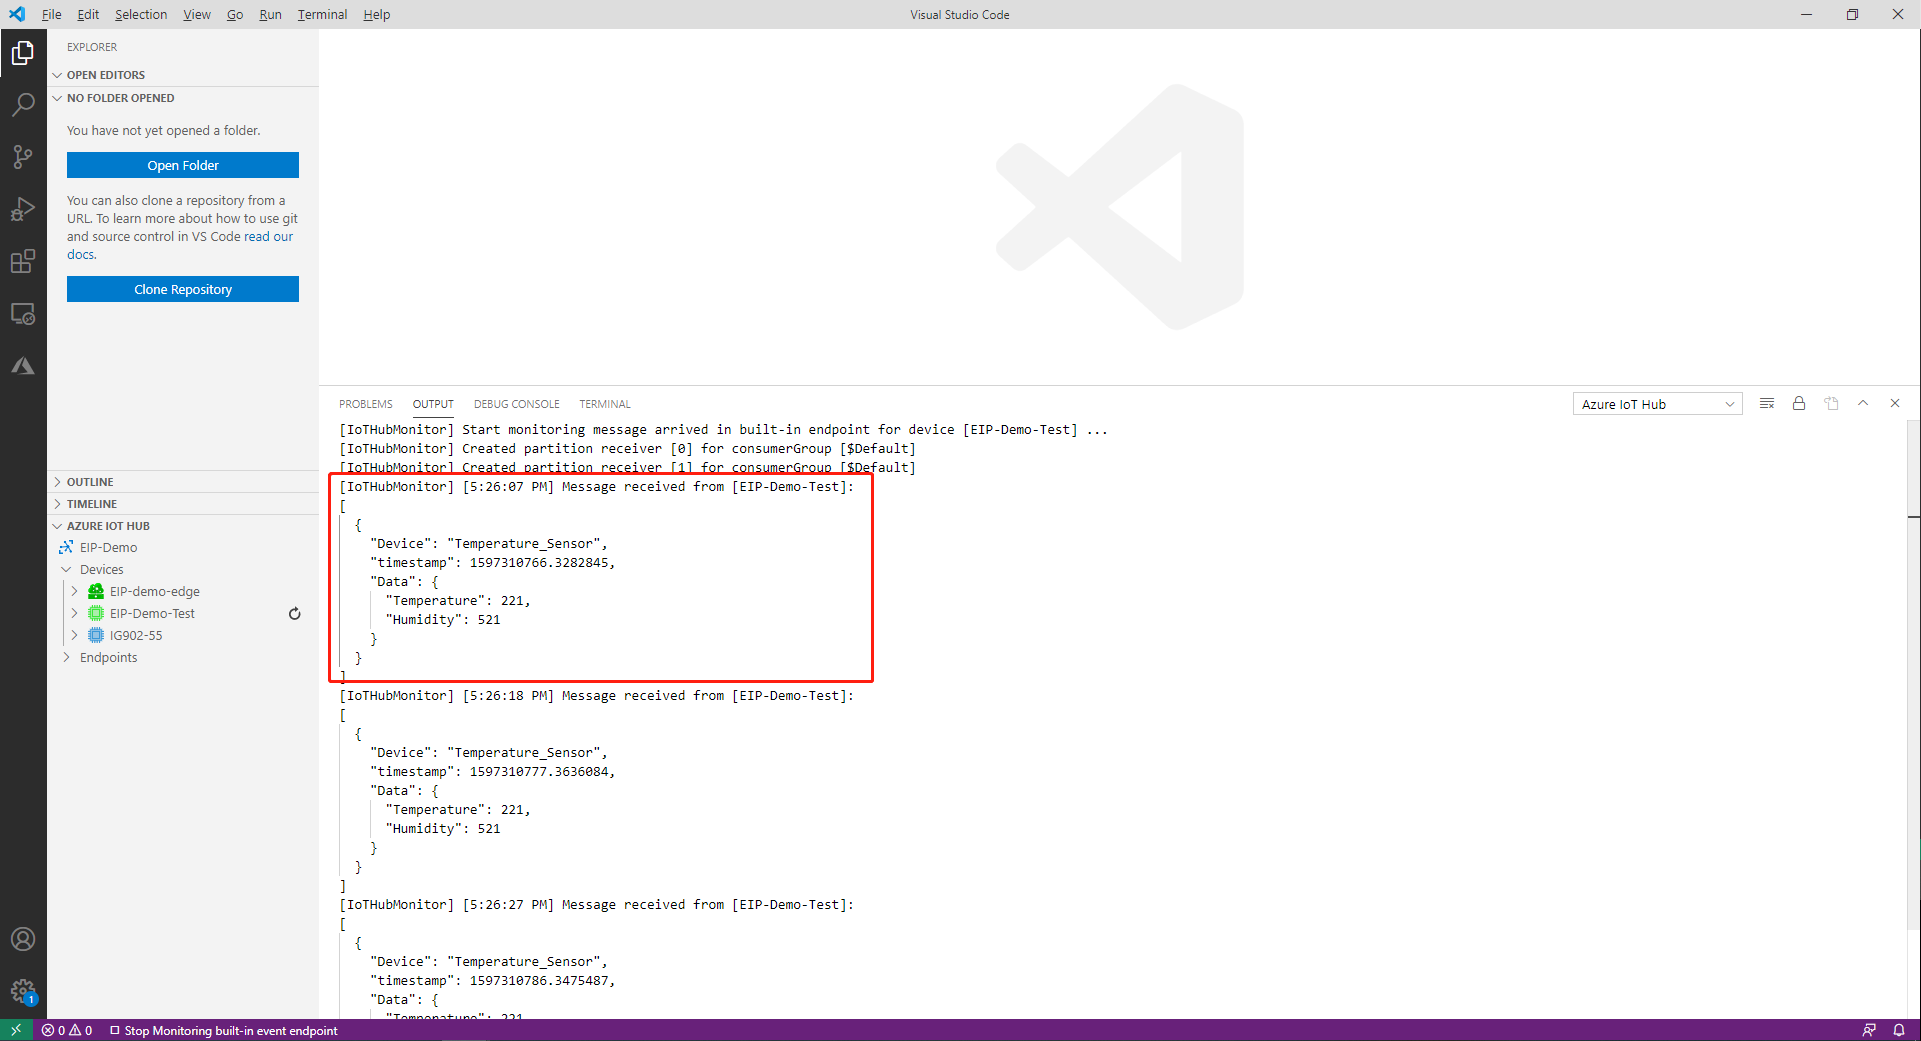 File Edit Selection View Go Run Terminal Help
Visual Studio Code
EXPLORER
OPEN EDITORS
NO FOLDER OPENED
You have not yet opened a folder.
Open Folder
You can also clone a repository from a
URL. To learn more about how to use git
and source control in VS Code read our
docs.
Clone Repository
OUTLINE
TIMELINE
AZURE IOT HUB
EIP-Demo
Devices
EIP-demo-edge
EIP-Demo-Test
IG902-55
Endpoints
PROBLEMS OUTPUT DEBUG CONSOLE TERMINAL
Azure IoT Hub
[IoTHubMonitor] Start monitoring message arrived in built-in endpoint for device [EIP-Demo-Test] ...
[IoTHubMonitor] Created partition receiver [0] for consumerGroup [$Default]
[IoTHubMonitor] Created partition receiver [1] for consumerGroup [$Default]
[IoTHubMonitor] [5:26:07 PM] Message received from [EIP-Demo-Test]:
[
{
"Device": "Temperature_Sensor",
"timestamp": 1597310766.3282845,
"Data": {
"Temperature": 221,
"Humidity": 521
}
}
]
[IoTHubMonitor] [5:26:18 PM] Message received from [EIP-Demo-Test]:
[
{
"Device": "Temperature_Sensor",
"timestamp": 1597310777.3636084,
"Data": {
"Temperature": 221,
"Humidity": 521
}
}
]
[IoTHubMonitor] [5:26:27 PM] Message received from [EIP-Demo-Test]:
[
{
"Device": "Temperature_Sensor",
"timestamp": 1597310786.3475487,
"Data": {
"Temperature": 221
1
0 0 Stop Monitoring built-in event endpoint